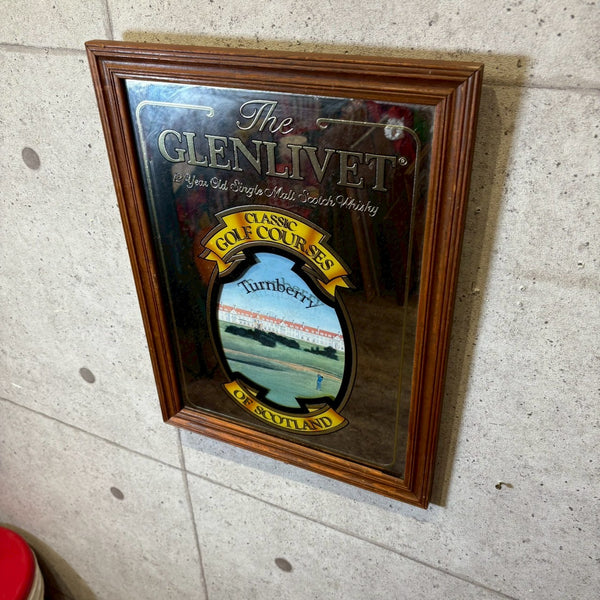 The
GLENLIVET®
12 Year Old Single Malt Scotch Whisky
CLASSIC
GOLF COURSES
Turnberry
OF SCOTLAND